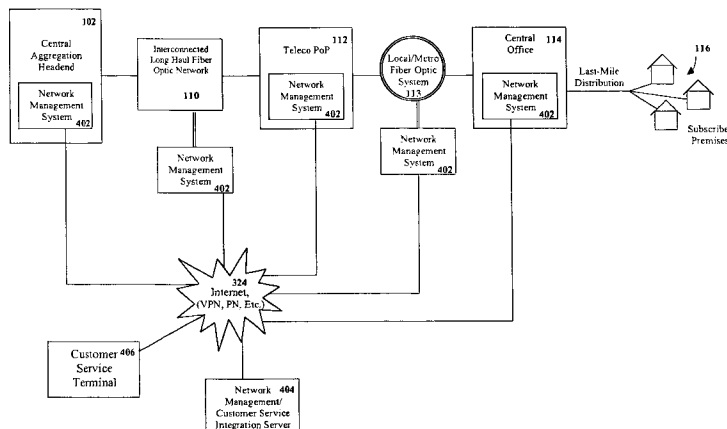 102
Central
Aggregation
Headend
Network
Management
System
402
Interconnected
Long Haul Fiber
Optic Network
110
Network
Management
System
402
112
Teleco PoP
Network
Management
System
402
Local/Metro
Fiber Optic
System
113
Network
Management
System
402
114
Central
Office
Network
Management
System
402
Last-Mile
Distribution
116
Subscribe
Premises
324
Internet,
(VPN, PN, Etc.)
Customer 406
Service
Terminal
Network 404
Management/
Customer Service
Integration Server